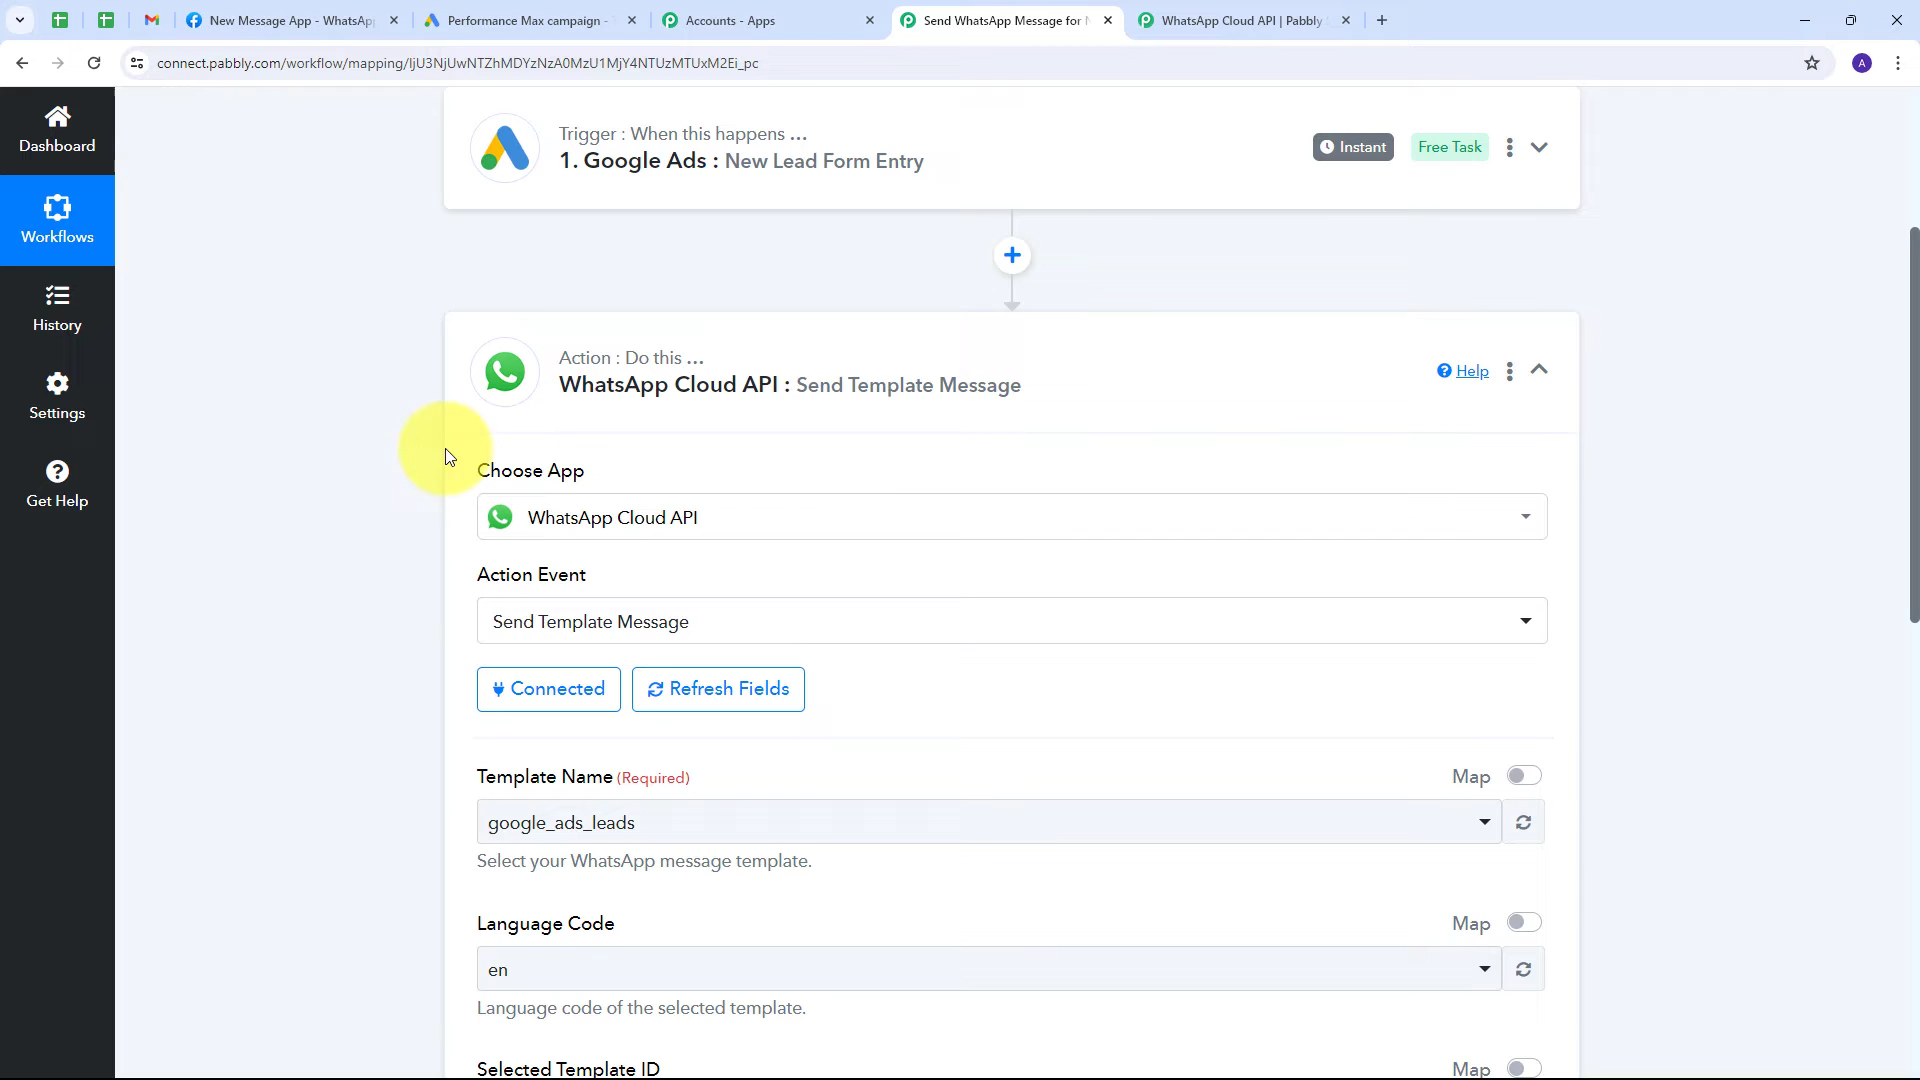 New Message App - WhatsAp
Performance Max campaign -
Accounts - Apps
Send WhatsApp Message for N
WhatsApp Cloud API | Pabbly
connect.pabbly.com/workflow/mapping/IjU3NjUwNTZhMDYzNzA0MzU1MjY4NTUzMTUxM2Ei_pc
A
Dashboard
Workflows
History
Settings
Get Help
Trigger : When this happens ...
1. Google Ads : New Lead Form Entry
Instant
Free Task
Action : Do this ...
WhatsApp Cloud API : Send Template Message
Help
Choose App
WhatsApp Cloud API
Action Event
Send Template Message
Connected
Refresh Fields
Template Name (Required)
Map
google_ads_leads
Select your WhatsApp message template.
Language Code
Map
en
Language code of the selected template.
Selected Template ID
Map